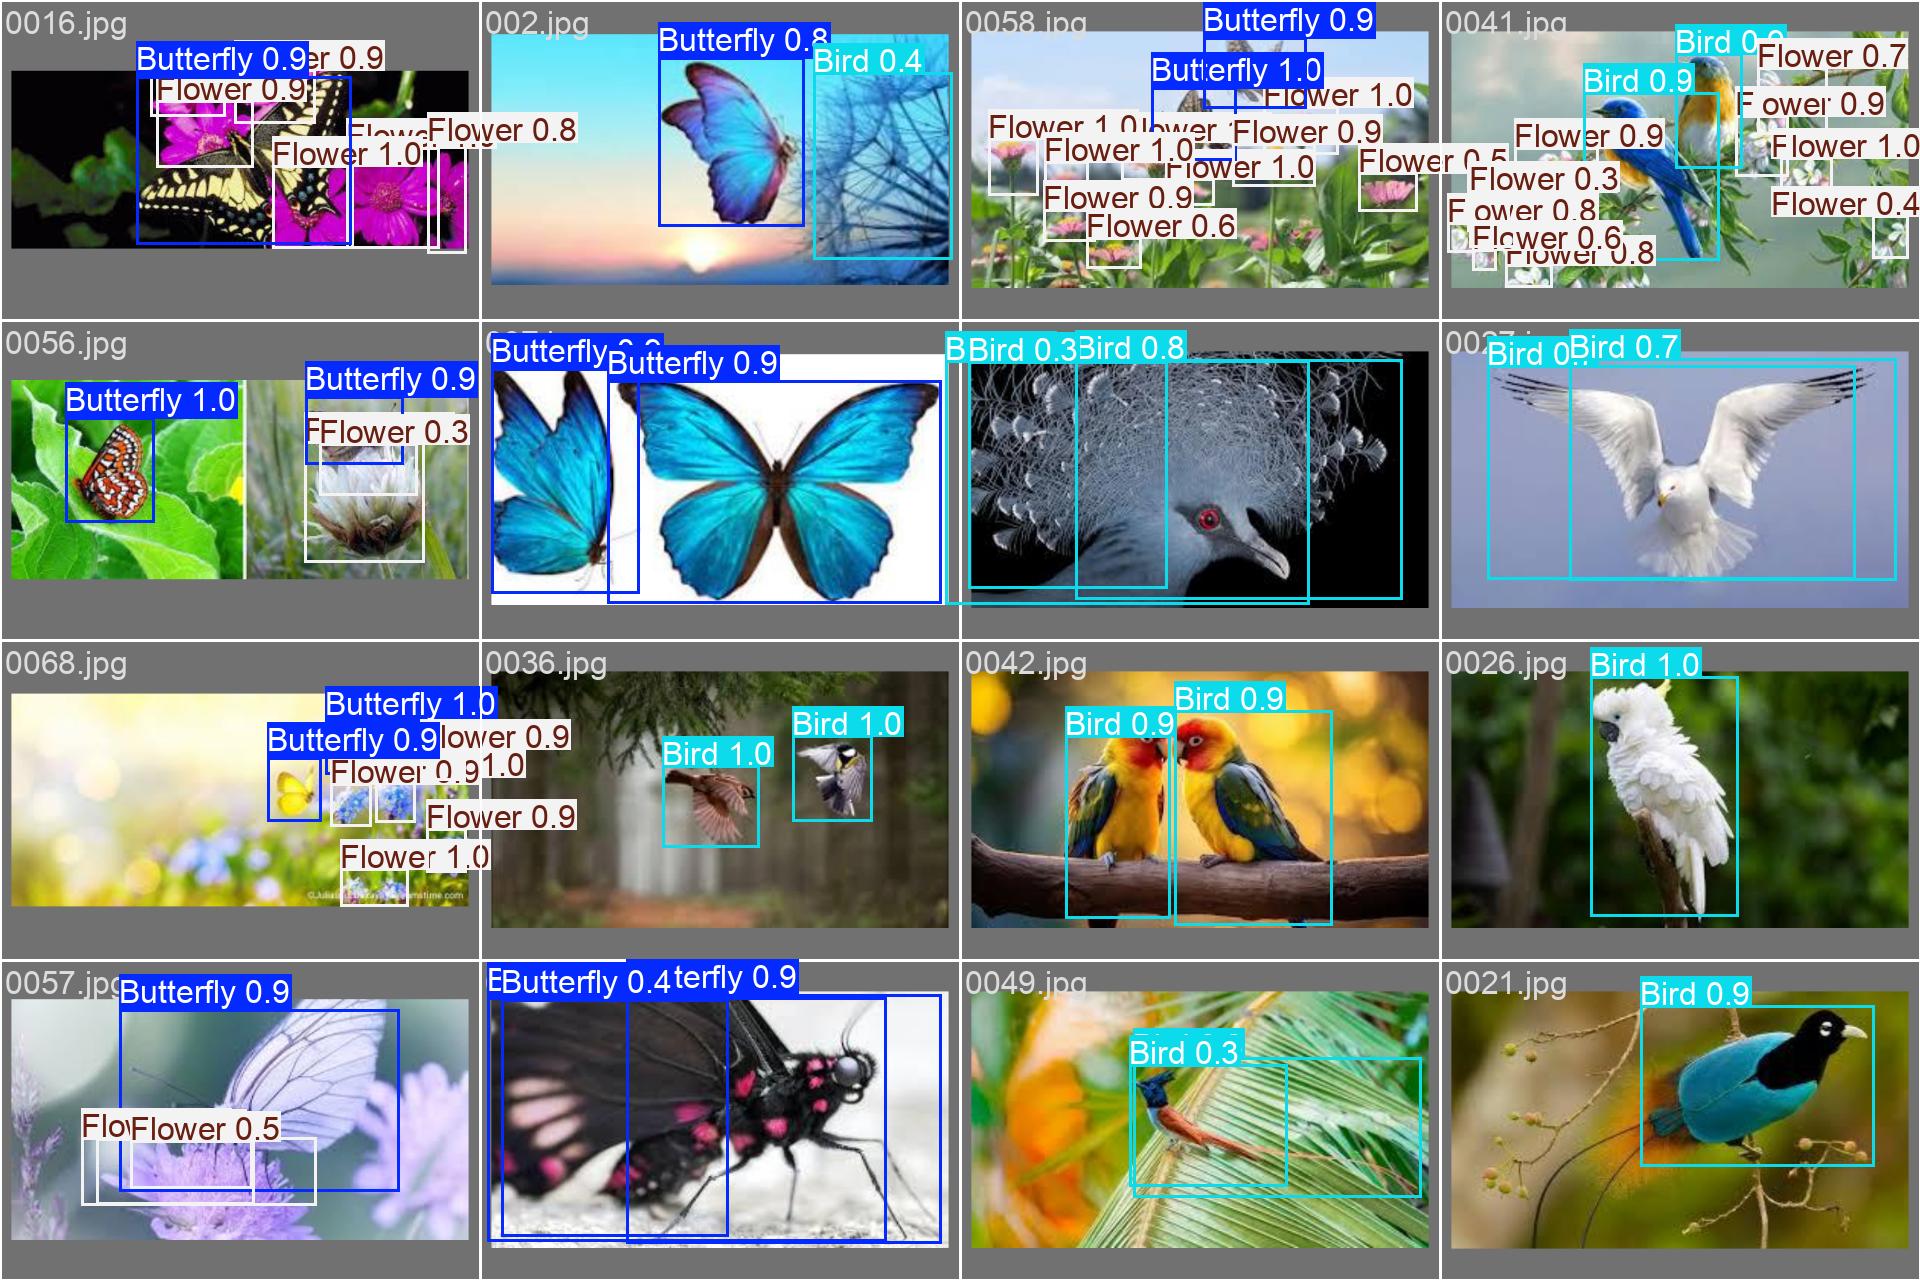 0016.jpg
Butterfly 0.9
er 0.9
Flower 0.9
Flower 0.8
Flower 1.0
002.jpg
Butterfly 0.8
Bird 0.4
0058.jpg
Butterfly 0.9
Butterfly 1.0
Flower 1.0
Flower 1.0
Flower 0.9
Flower 1.0
Flower 1.0
Flower 0.9
Flower 0.6
Flower 0.5
0041.jpg
Bird 0.9
Bird 0.9
Flower 0.7
F ower 0.9
Flower 0.9
Flower 1.0
Flower 0.3
Flower 0.4
F ower 0.8
Flower 0.6
Flower 0.8
0056.jpg
Butterfly 1.0
Butterfly 0.9
Flower 0.3
Butterfly 0.9
Butterfly 0.9
Bird 0.3
Bird 0.8
Bird 0.7
0068.jpg
Butterfly 1.0
Butterfly 0.9
lower 0.9
Flower 0.9
1.0
Flower 0.9
Flower 1.0
0036.jpg
Bird 1.0
Bird 1.0
0042.jpg
Bird 0.9
Bird 0.9
0026.jpg
Bird 1.0
0057.jpg
Butterfly 0.9
Flower 0.5
Butterfly 0.4
terfly 0.9
0049.jpg
Bird 0.3
0021.jpg
Bird 0.9